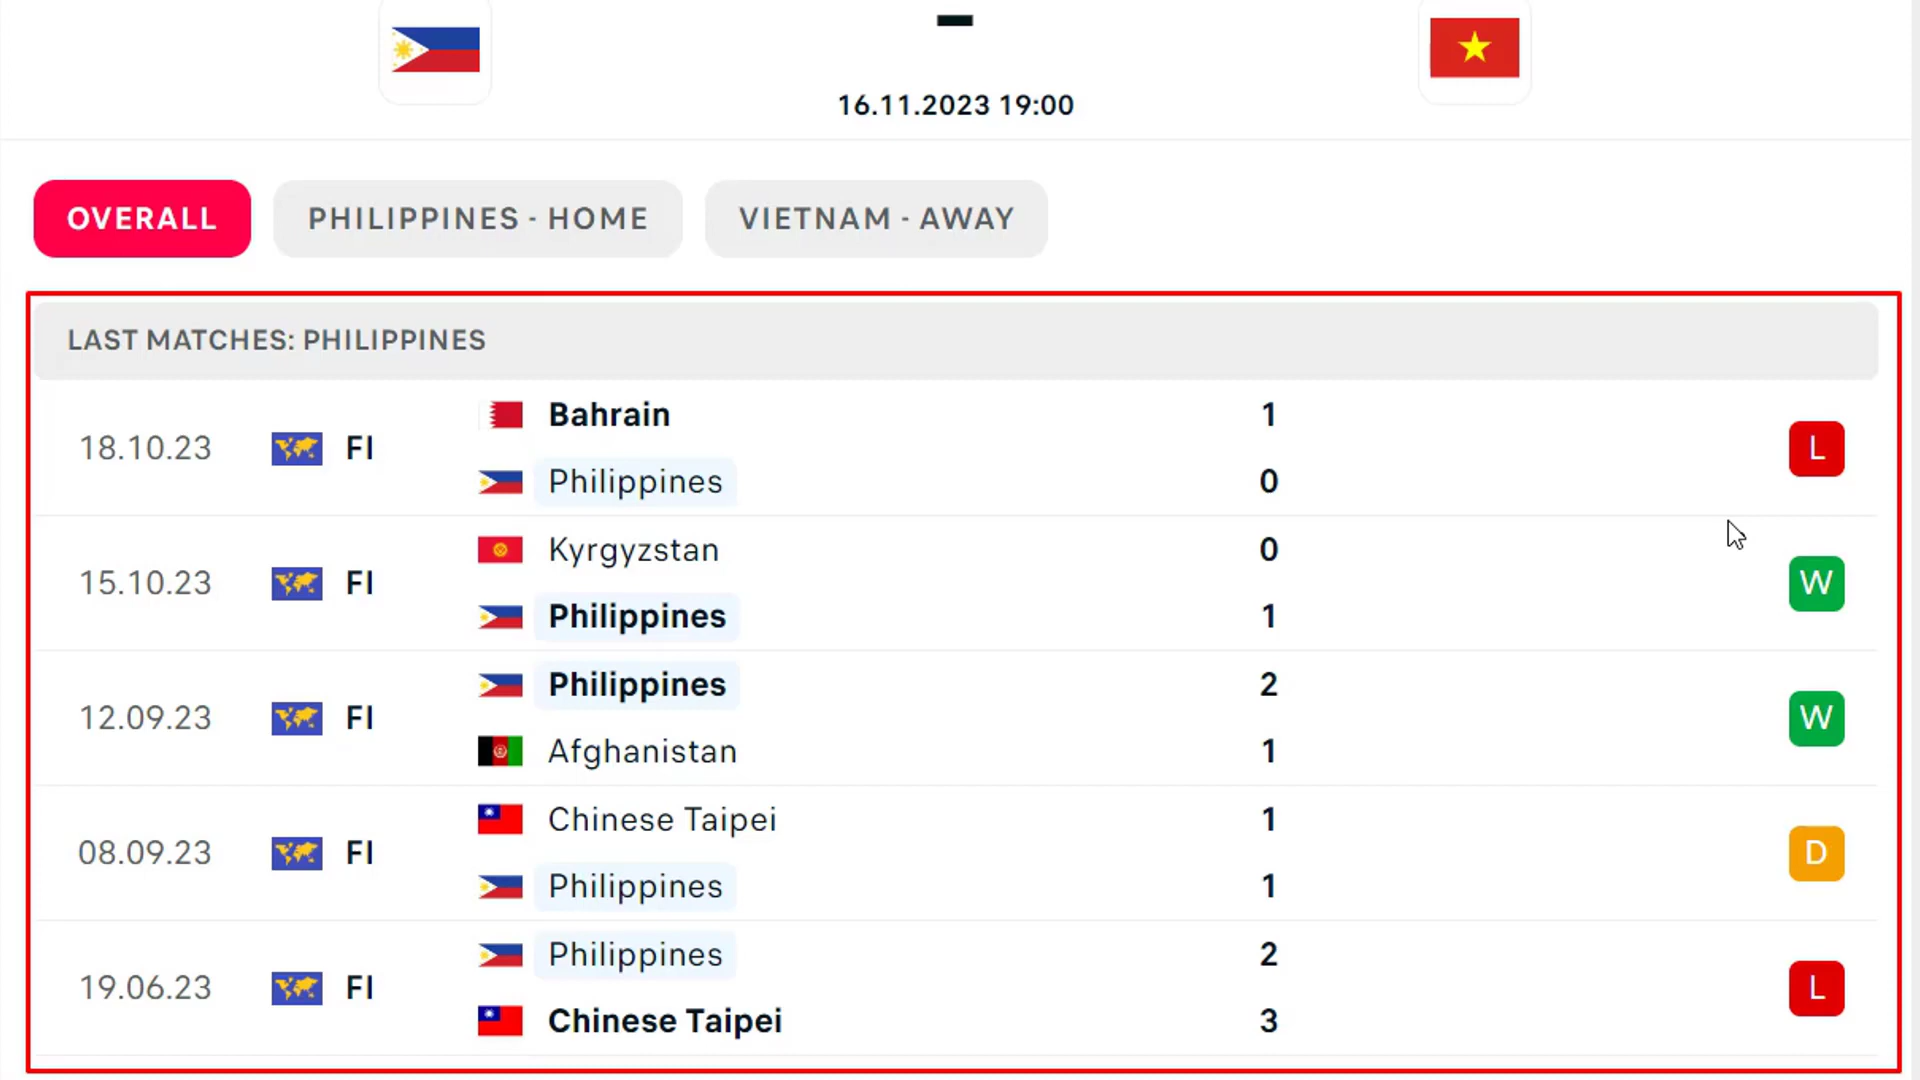 -
16.11.2023 19:00
OVERALL
PHILIPPINES - HOME
VIETNAM - AWAY
LAST MATCHES: PHILIPPINES
18.10.23 FI Bahrain 1 L
Philippines 0
15.10.23 FI Kyrgyzstan 0 W
Philippines 1
12.09.23 FI Philippines 2 W
Afghanistan 1
08.09.23 FI Chinese Taipei 1 D
Philippines 1
19.06.23 FI Philippines 2 L
Chinese Taipei 3